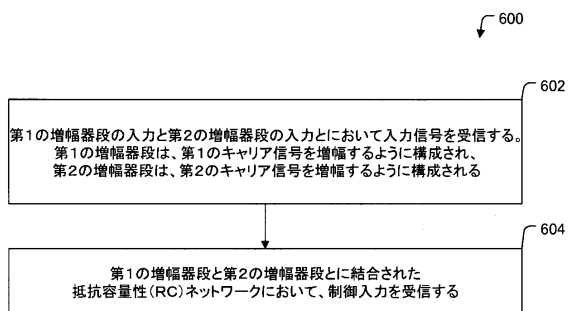 600
602
第1の増幅器段の入力と第2の増幅器段の入力とにおいて入力信号を受信する。
第1の増幅器段は、第1のキャリア信号を増幅するように構成され、
第2の増幅器段は、第2のキャリア信号を増幅するように構成される
604
第1の増幅器段と第2の増幅器段とに結合された
抵抗容量性(RC)ネットワークにおいて、制御入力を受信する